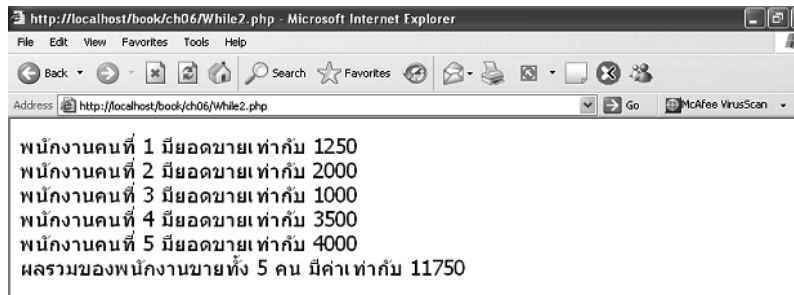 http://localhost/book/ch06/While2.php - Microsoft Internet Explorer
File Edit View Favorites Tools Help
Back Search Favorites
Address http://localhost/book/ch06/While2.php Go McAfee VirusScan
พนักงานคนที่ 1 มียอดขายเท่ากับ 1250
พนักงานคนที่ 2 มียอดขายเท่ากับ 2000
พนักงานคนที่ 3 มียอดขายเท่ากับ 1000
พนักงานคนที่ 4 มียอดขายเท่ากับ 3500
พนักงานคนที่ 5 มียอดขายเท่ากับ 4000
ผลรวมของพนักงานขายทั้ง 5 คน มีค่าเท่ากับ 11750